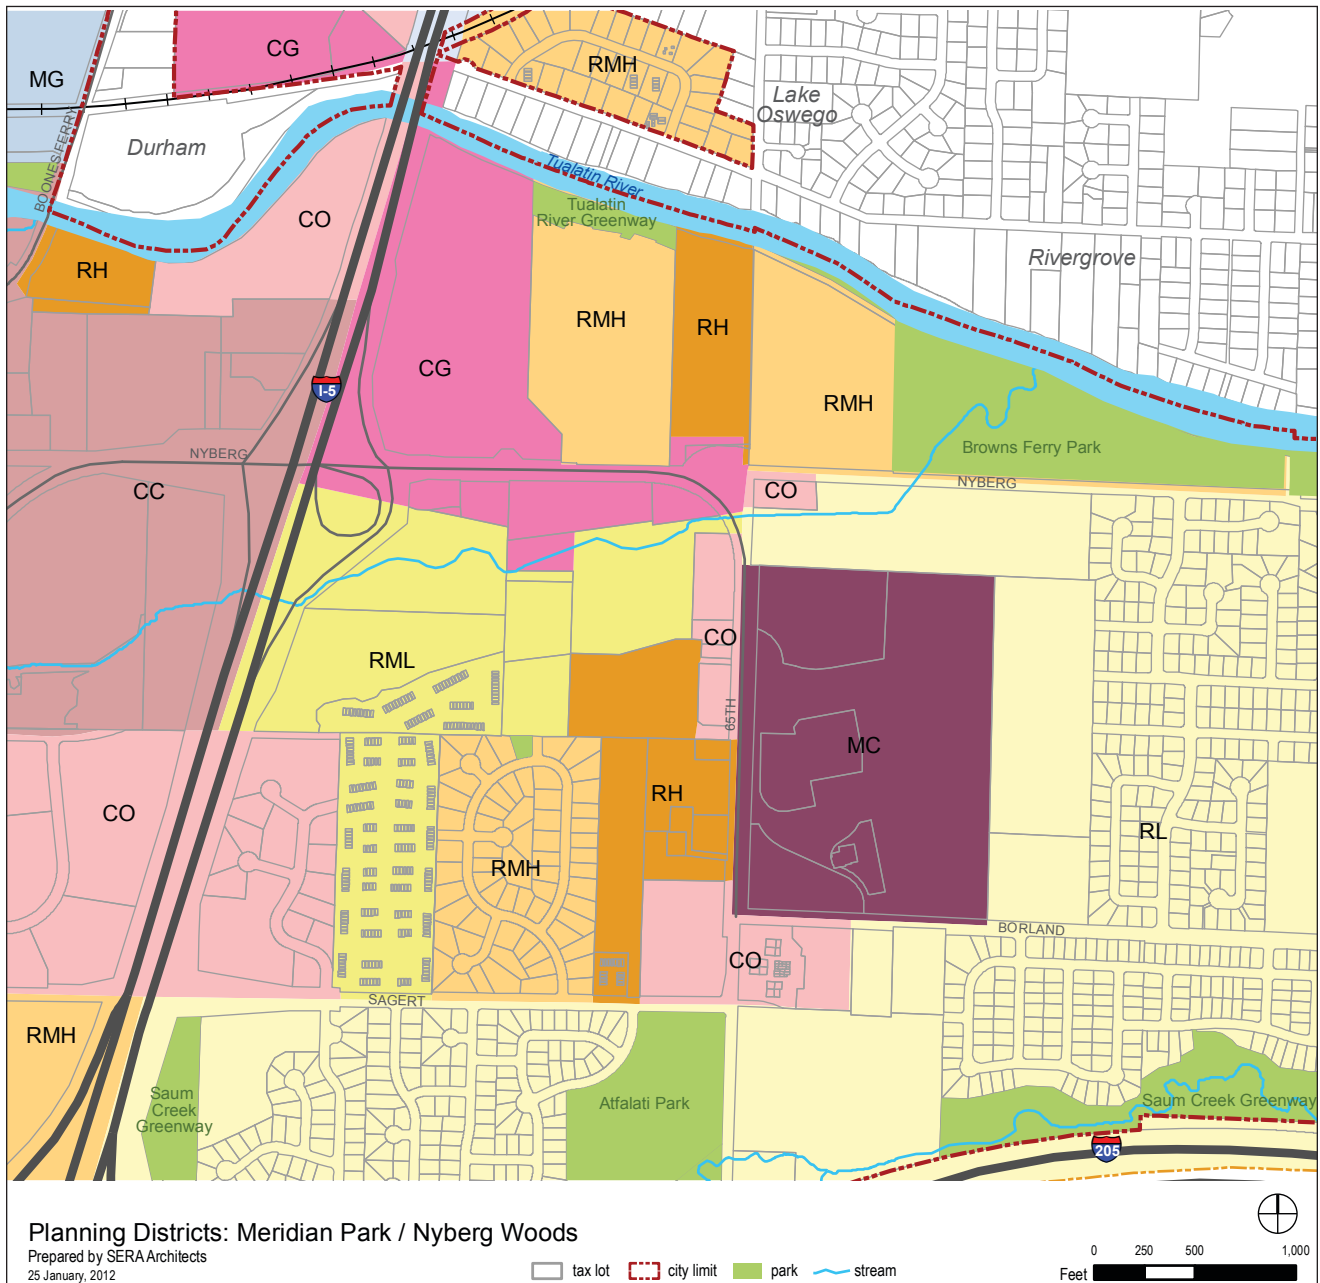 CG
RMH
MG
Lake
Oswego
BOONES FERRY
Durham
Tualatin River
Tualatin
River Greenway
CO
Rivergrove
RH
RMH
RH
CG
I-5
RMH
Browns Ferry Park
NYBERG
NYBERG
CC
CO
CO
RML
65TH
MC
RH
CO
RL
RMH
BORLAND
CO
SAGERT
RMH
Saum
Creek
Greenway
Atfalati Park
Saum Creek Greenway
205
Planning Districts: Meridian Park / Nyberg Woods
Prepared by SERA Architects
25 January, 2012
tax lot
city limit
park
stream
0 250 500 1,000
Feet